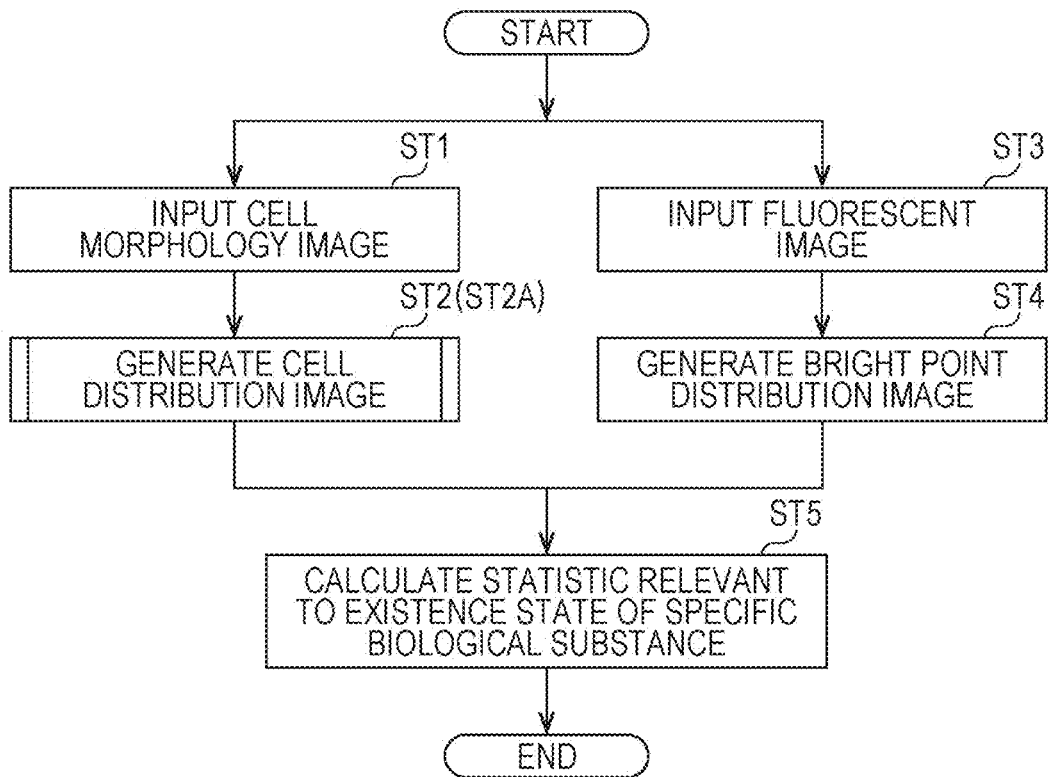 START
ST1
INPUT CELL
MORPHOLOGY IMAGE
ST2(ST2A)
GENERATE CELL
DISTRIBUTION IMAGE
ST3
INPUT FLUORESCENT
IMAGE
ST4
GENERATE BRIGHT POINT
DISTRIBUTION IMAGE
ST5
CALCULATE STATISTIC RELEVANT
TO EXISTENCE STATE OF SPECIFIC
BIOLOGICAL SUBSTANCE
END